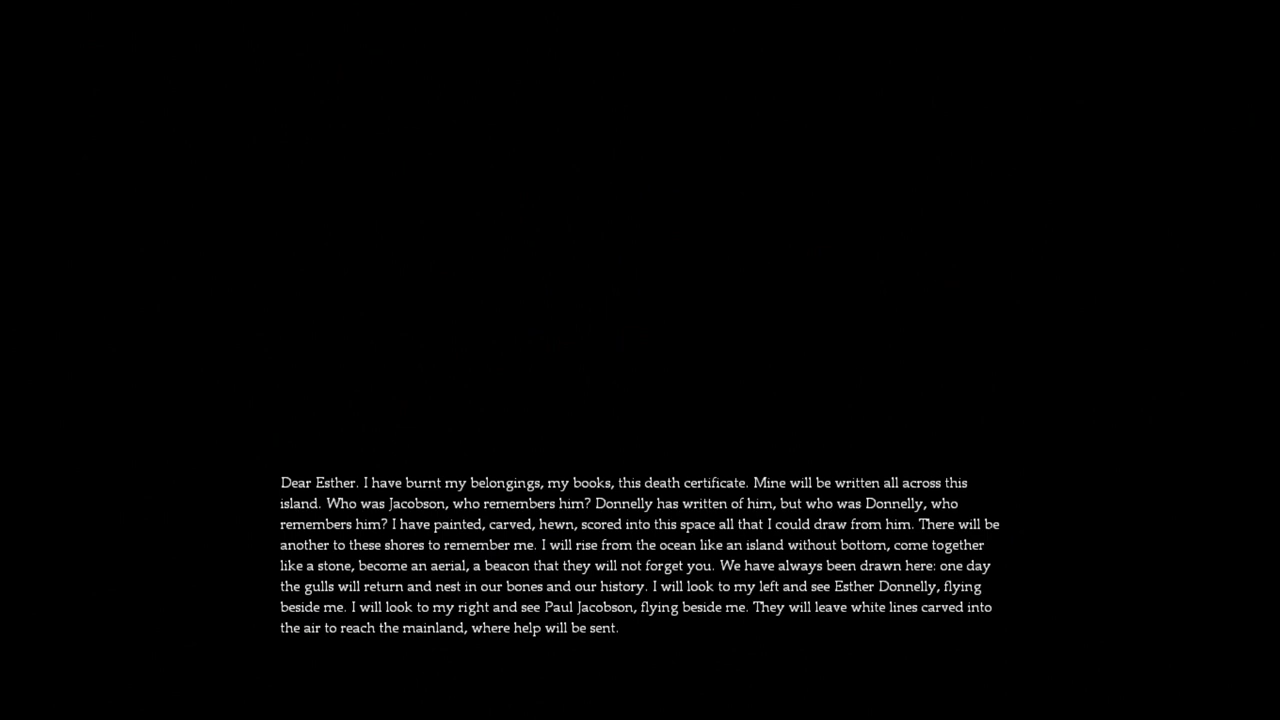 Dear Esther. I have burnt my belongings, my books, this death certificate. Mine will be written all across this
island. Who was Jacobson, who remembers him? Donnelly has written of him, but who was Donnelly, who
remembers him? I have painted, carved, hewn, scored into this space all that I could draw from him. There will be
another to these shores to remember me. I will rise from the ocean like an island without bottom, come together
like a stone, become an aerial, a beacon that they will not forget you. We have always been drawn here: one day
the gulls will return and nest in our bones and our history. I will look to my left and see Esther Donnelly, flying
beside me. I will look to my right and see Paul Jacobson, flying beside me. They will leave white lines carved into
the air to reach the mainland, where help will be sent.